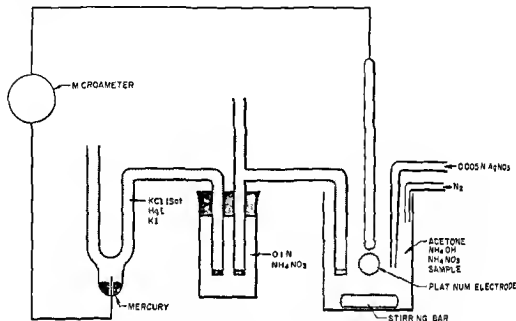 MICROAMETER
0.005 N AgNO3
N2
KCl (Sat
HgI
KI
0.1 N
NH4NO3
ACETONE
NH4OH
NH4NO3
SAMPLE
PLATINUM ELECTRODE
MERCURY
STIRRING BAR